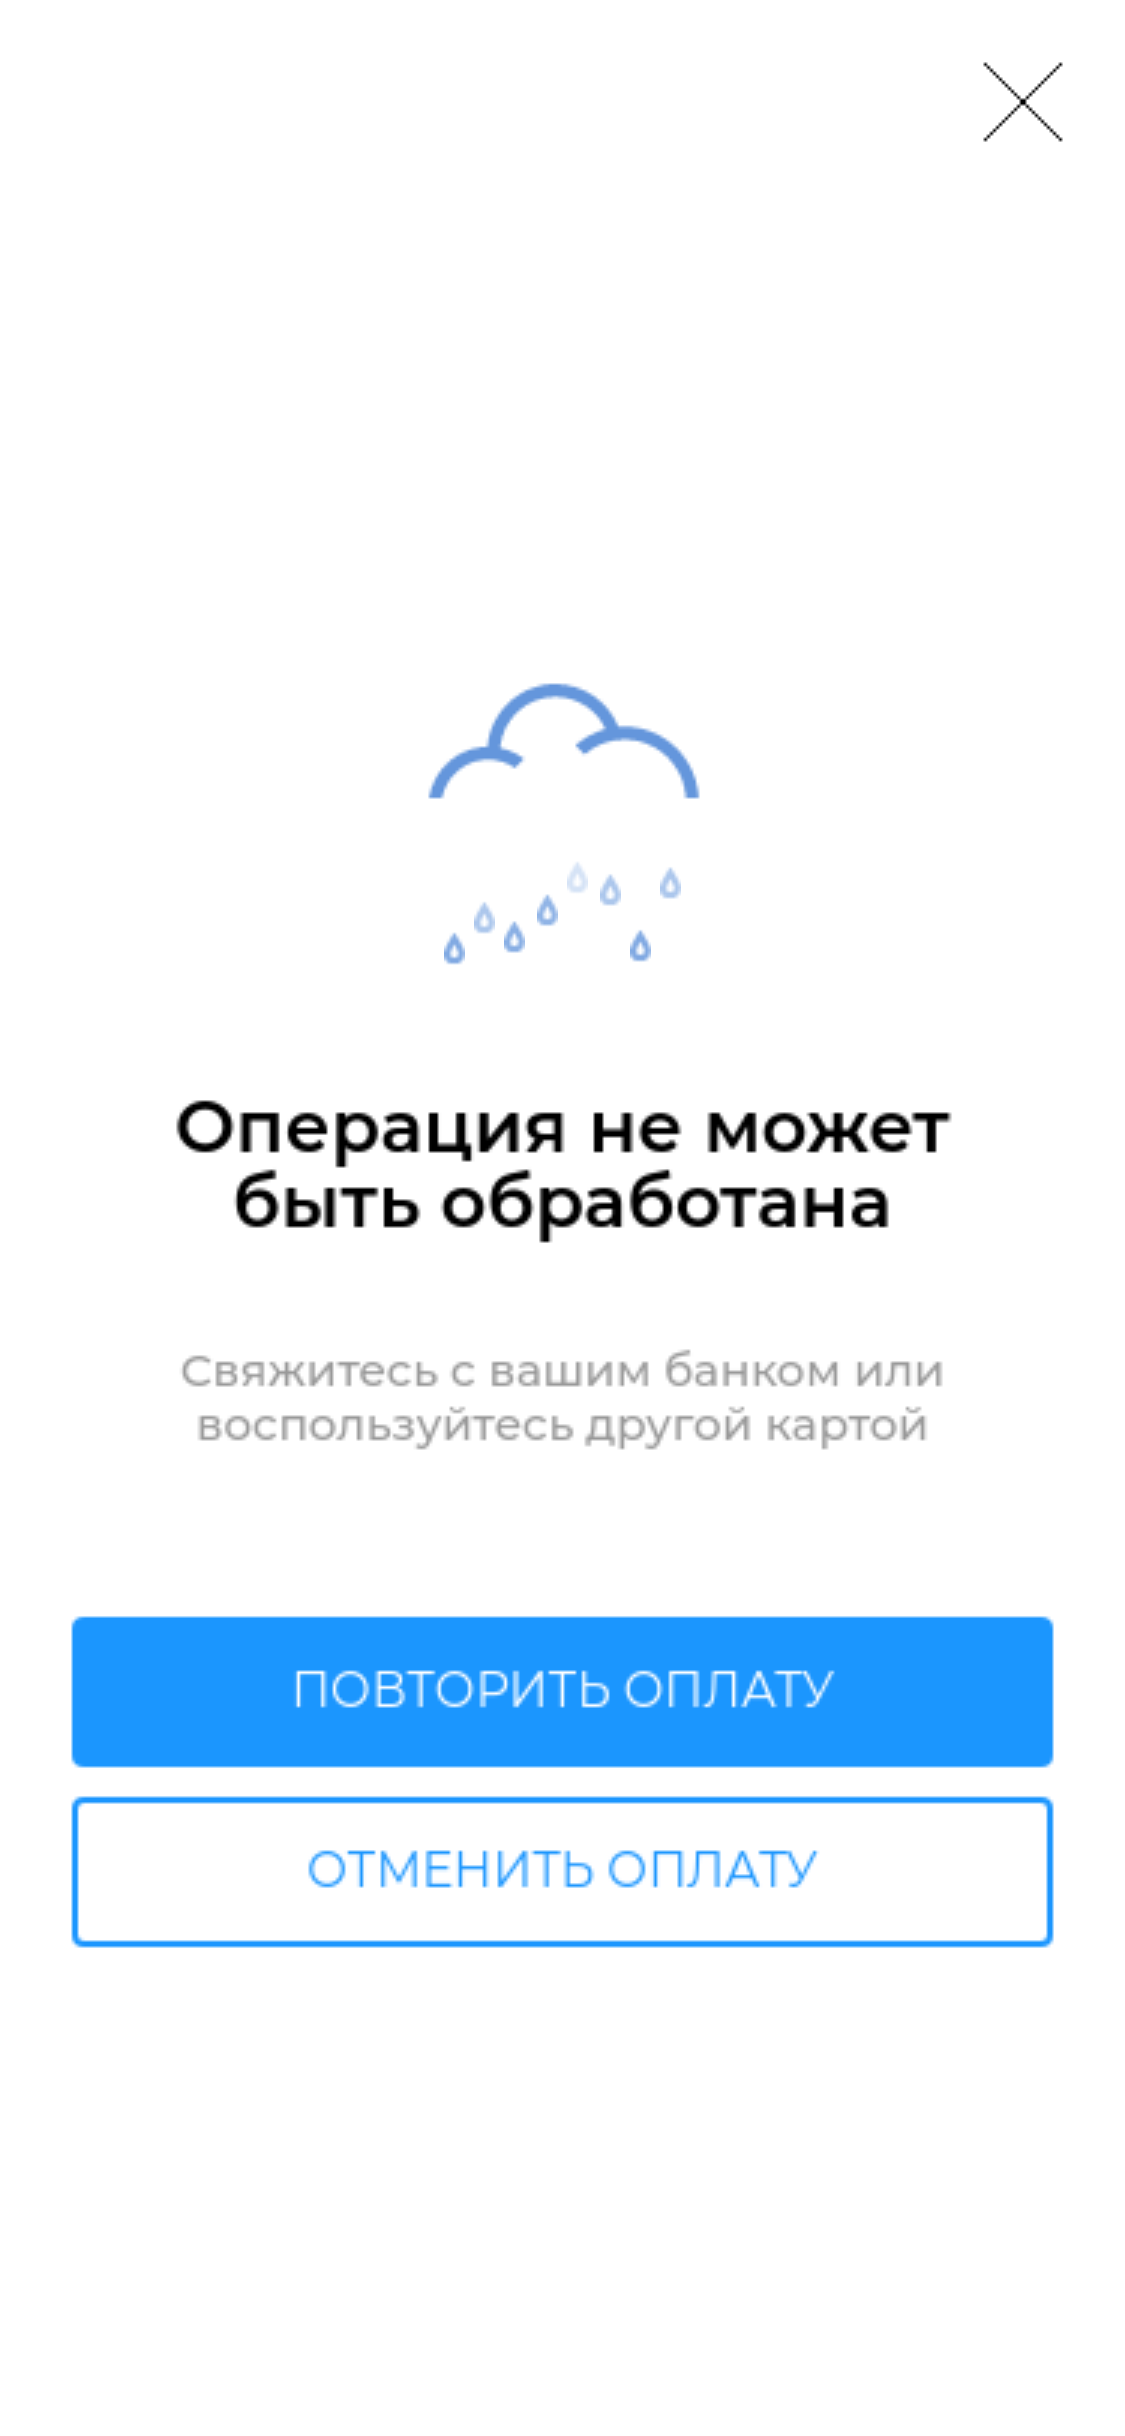 Операция не может
быть обработана
Свяжитесь с вашим банком или
воспользуйтесь другой картой
ПОВТОРИТЬ ОПЛАТУ
ОТМЕНИТЬ ОПЛАТУ